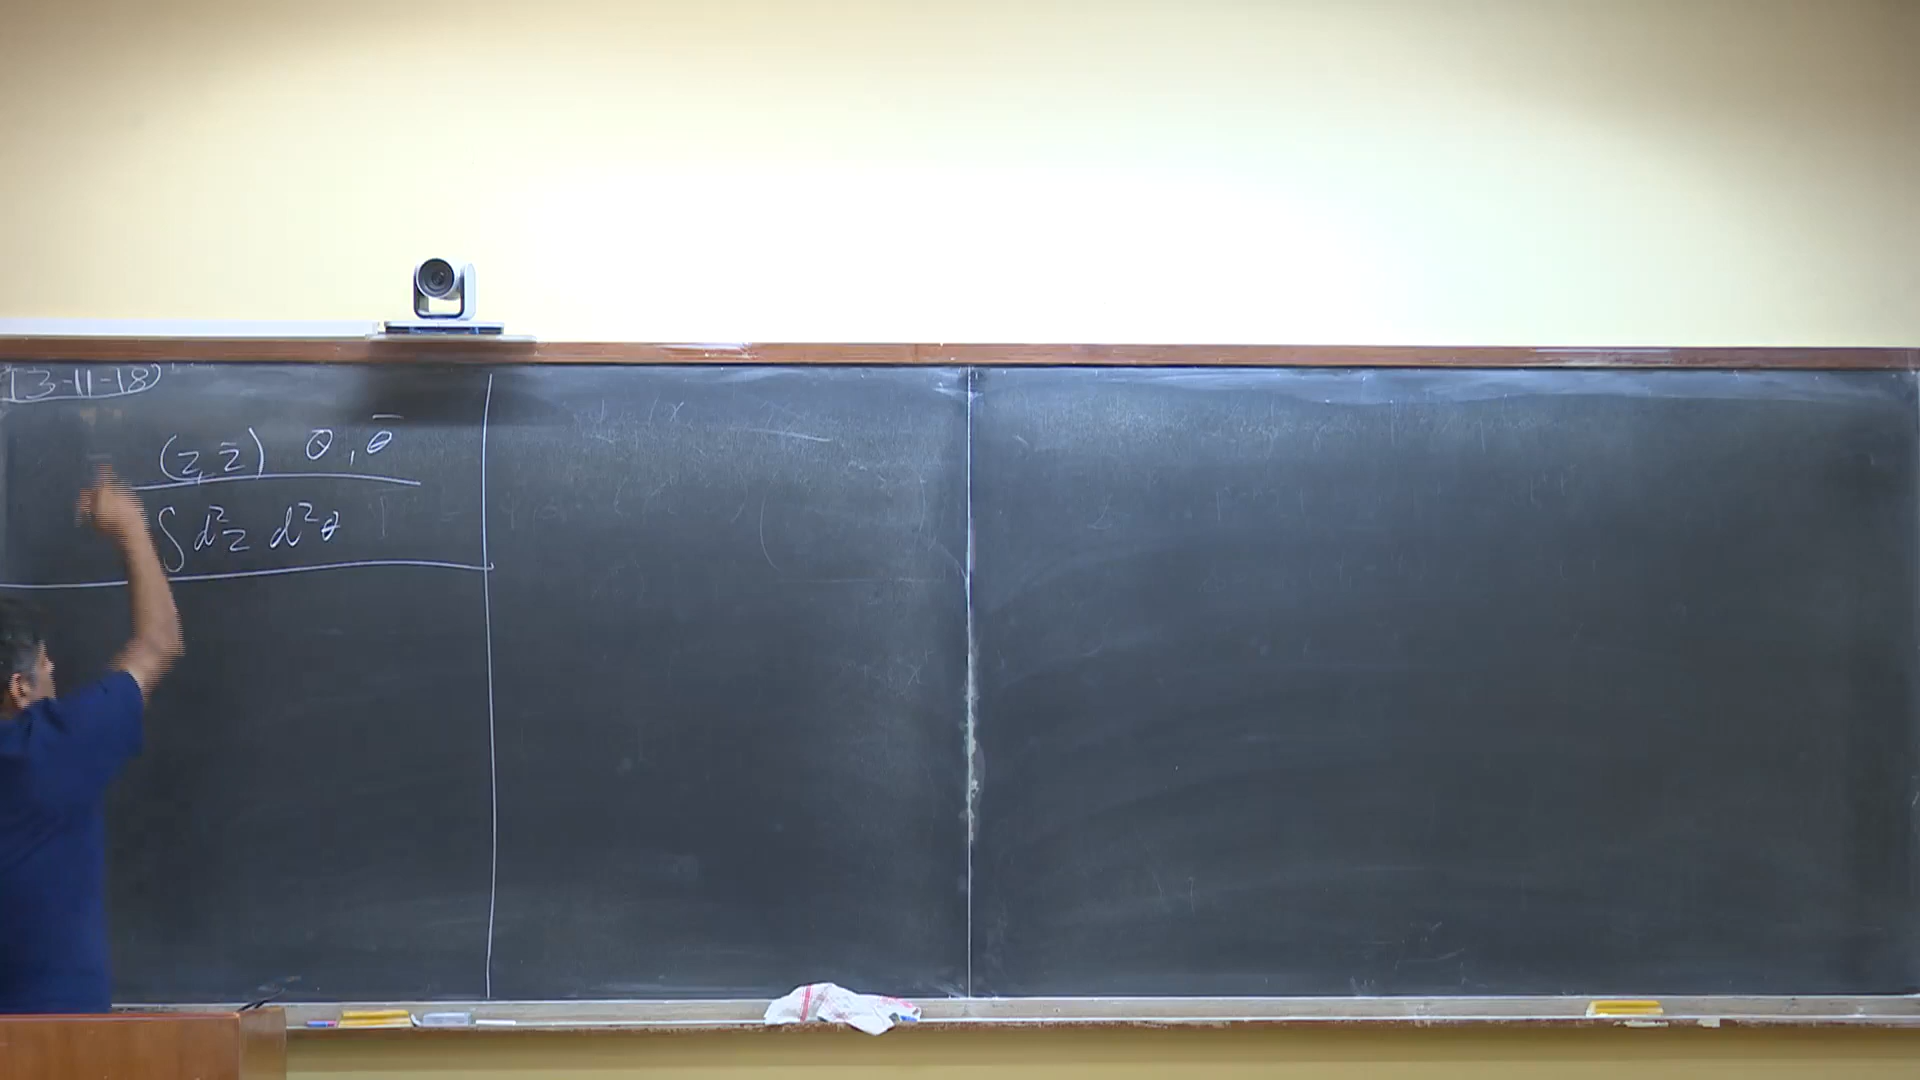 13-11-18
(z, z̄) θ, θ̄
∫ d²z d²θ